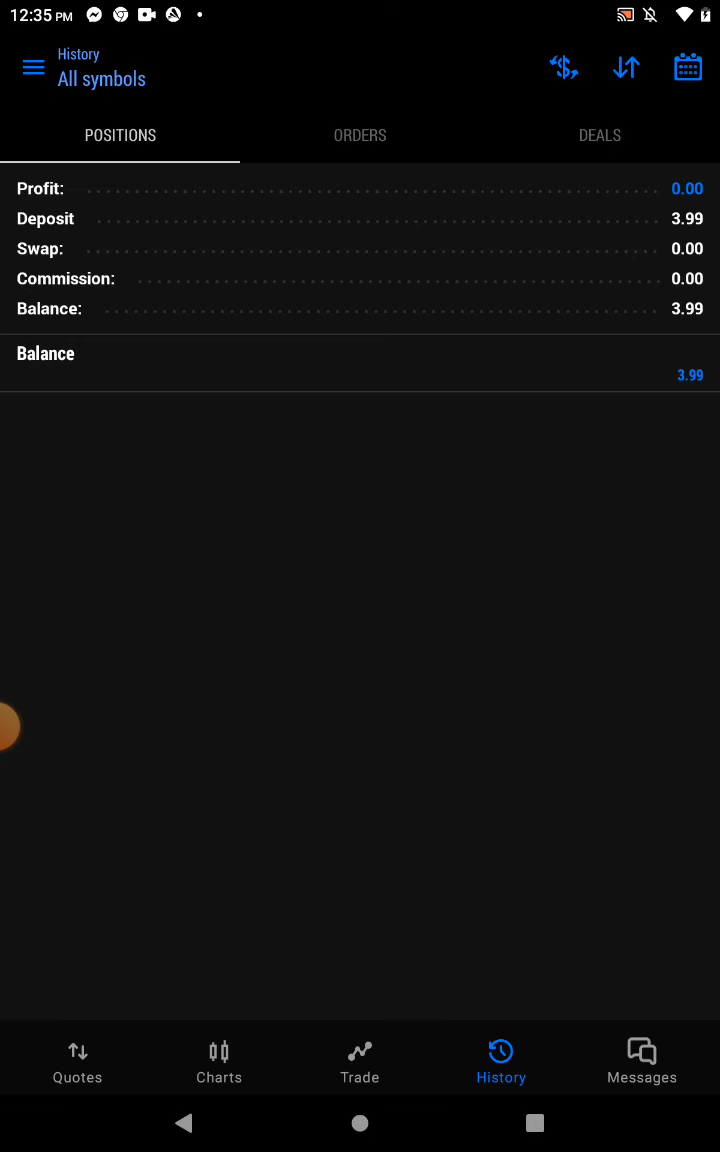 12:35 PM
History
All symbols
POSITIONS ORDERS DEALS
Profit: 0.00
Deposit 3.99
Swap: 0.00
Commission: 0.00
Balance: 3.99
Balance
3.99
Quotes Charts Trade History Messages